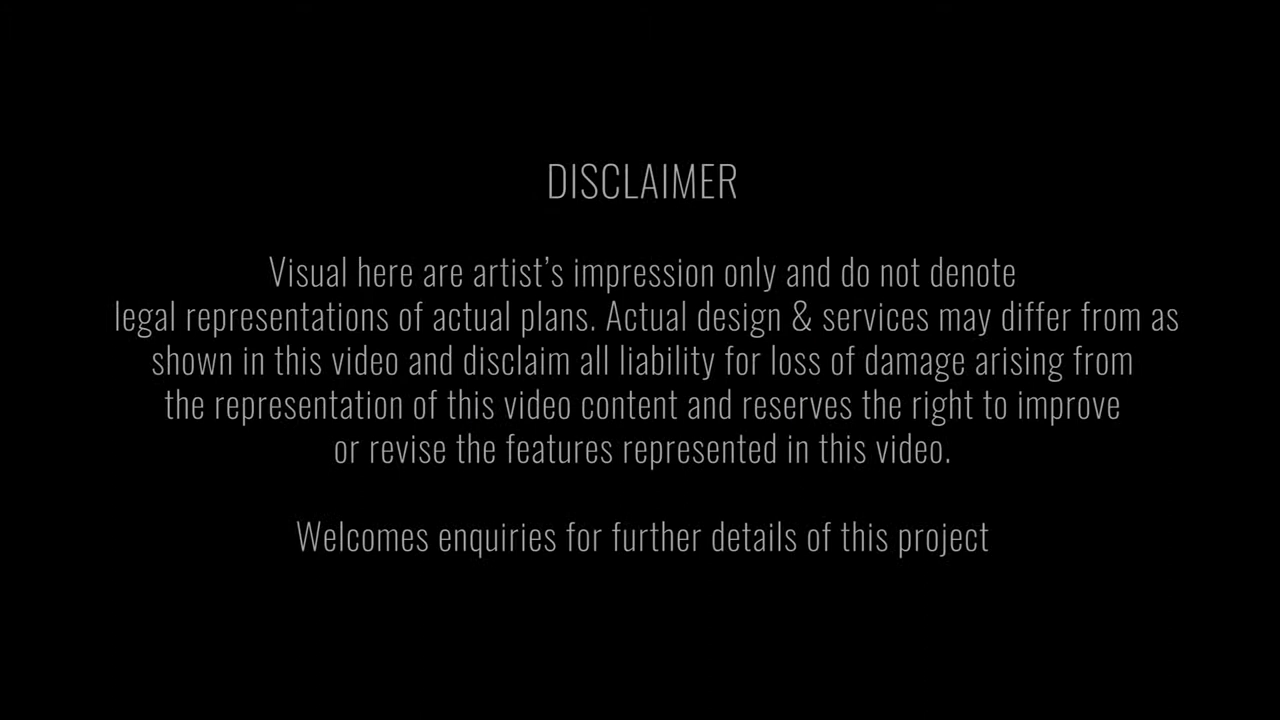 DISCLAIMER
Visual here are artist’s impression only and do not denote
legal representations of actual plans. Actual design & services may differ from as
shown in this video and disclaim all liability for loss of damage arising from
the representation of this video content and reserves the right to improve
or revise the features represented in this video.
Welcomes enquiries for further details of this project